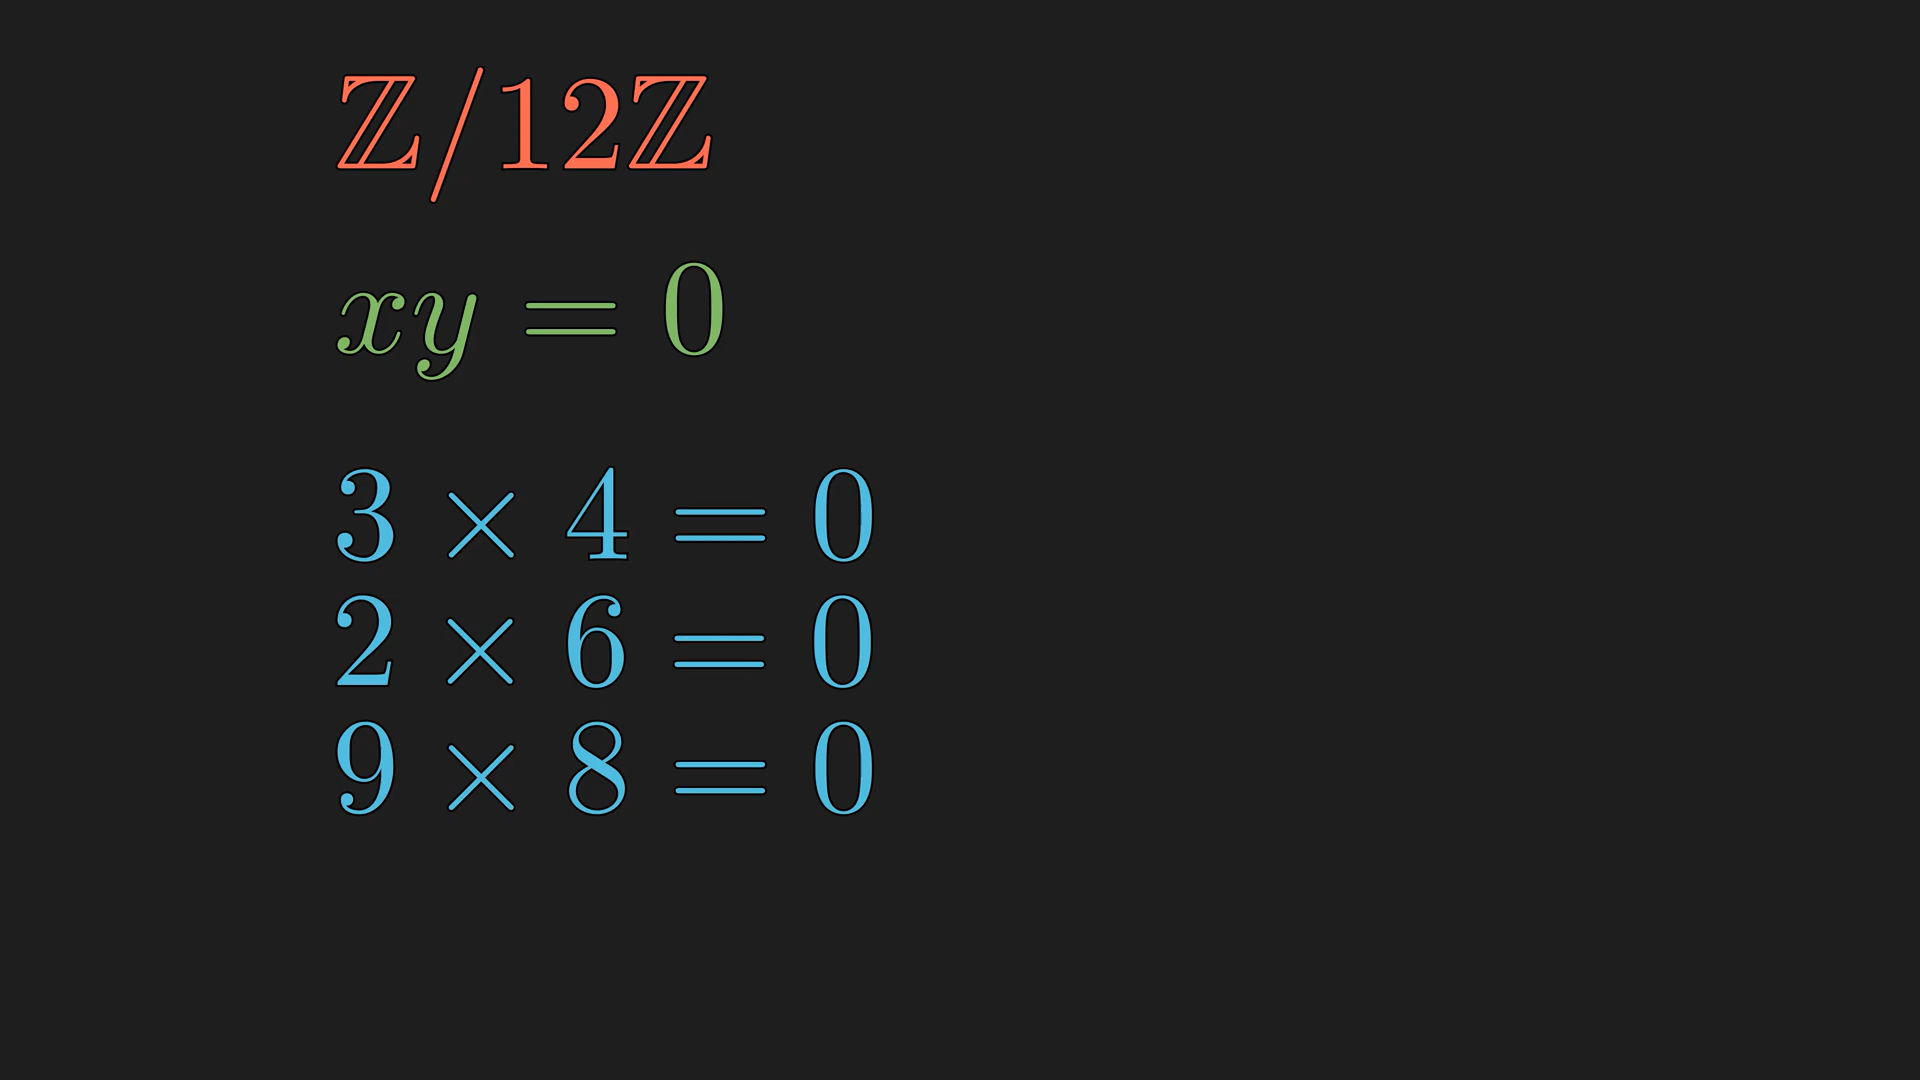 ℤ/12ℤ
xy = 0
3 × 4 = 0
2 × 6 = 0
9 × 8 = 0